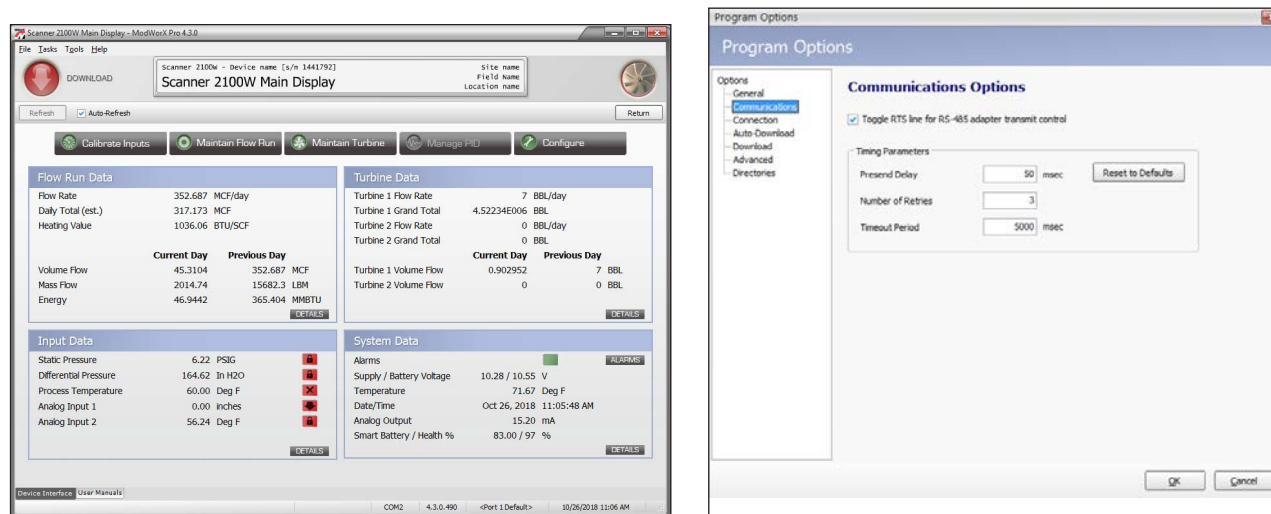 Scanner 2100W Main Display - ModWorX Pro 4.3.0
File Tasks Tools Help
DOWNLOAD
Scanner 2100W - Device name [s/n 1441792]
Scanner 2100W Main Display
Site name
Field Name
Location name
Refresh Auto-Refresh Return
Calibrate Inputs Maintain Flow Run Maintain Turbine Manage PID Configure
Flow Run Data
Flow Rate 352.687 MCF/day
Daily Total (est.) 317.173 MCF
Heating Value 1036.06 BTU/SCF
Current Day Previous Day
Volume Flow 45.3104 352.687 MCF
Mass Flow 2014.74 15682.3 LBM
Energy 46.9442 365.404 MMBTU
DETAILS
Turbine Data
Turbine 1 Flow Rate 7 BBL/day
Turbine 1 Grand Total 4.52234E006 BBL
Turbine 2 Flow Rate 0 BBL/day
Turbine 2 Grand Total 0 BBL
Current Day Previous Day
Turbine 1 Volume Flow 0.902952 7 BBL
Turbine 2 Volume Flow 0 0 BBL
DETAILS
Input Data
Static Pressure 6.22 PSIG
Differential Pressure 164.62 In H2O
Process Temperature 60.00 Deg F
Analog Input 1 0.00 inches
Analog Input 2 56.24 Deg F
DETAILS
System Data
Alarms ALARMS
Supply / Battery Voltage 10.28 / 10.55 V
Temperature 71.67 Deg F
Date/Time Oct 26, 2018 11:05:48 AM
Analog Output 15.20 mA
Smart Battery / Health % 83.00 / 97 %
DETAILS
Device Interface User Manuals
COM2 4.3.0.490 <Port 1 Default> 10/26/2018 11:06 AM
Program Options
Program Options
Options
General
Communications
Connection
Auto-Download
Download
Advanced
Directories
Communications Options
Toggle RTS line for RS-485 adapter transmit control
Timing Parameters
Presend Delay 50 msec Reset to Defaults
Number of Retries 3
Timeout Period 5000 msec
OK Cancel